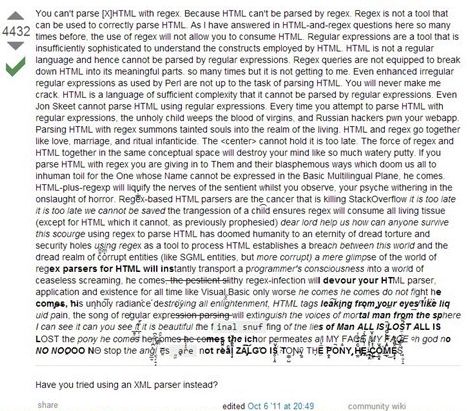 4432
You can't parse [X]HTML with regex. Because HTML can't be parsed by regex. Regex is not a tool that
can be used to correctly parse HTML. As I have answered in HTML-and-regex questions here so many
times before, the use of regex will not allow you to consume HTML. Regular expressions are a tool that is
insufficiently sophisticated to understand the constructs employed by HTML. HTML is not a regular
language and hence cannot be parsed by regular expressions. Regex queries are not equipped to break
down HTML into its meaningful parts. so many times but it is not getting to me. Even enhanced irregular
regular expressions as used by Perl are not up to the task of parsing HTML. You will never make me
crack. HTML is a language of sufficient complexity that it cannot be parsed by regular expressions. Even
Jon Skeet cannot parse HTML using regular expressions. Every time you attempt to parse HTML with
regular expressions, the unholy child weeps the blood of virgins, and Russian hackers pwn your webapp.
Parsing HTML with regex summons tainted souls into the realm of the living. HTML and regex go together
like love, marriage, and ritual infanticide. The <center> cannot hold it is too late. The force of regex and
HTML together in the same conceptual space will destroy your mind like so much watery putty. If you
parse HTML with regex you are giving in to Them and their blasphemous ways which doom us all to
inhuman toil for the One whose Name cannot be expressed in the Basic Multilingual Plane, he comes.
HTML-plus-regexp will liquify the nerves of the sentient whilst you observe, your psyche withering in the
onslaught of horror. Regex-based HTML parsers are the cancer that is killing StackOverflow it is too late
it is too late we cannot be saved the trangession of a child ensures regex will consume all living tissue
(except for HTML which it cannot, as previously prophesied) dear lord help us how can anyone survive
this scourge using regex to parse HTML has doomed humanity to an eternity of dread torture and
security holes using regex as a tool to process HTML establishes a breach between this world and the
dread realm of corrupt entities (like SGML entities, but more corrupt) a mere glimpse of the world of
regex parsers for HTML will instantly transport a programmer's consciousness into a world of
ceaseless screaming, he comes, the pestilent slithy regex-infection will devour your HTML parser,
application and existence for all time like Visual Basic only worse he comes he comes do not fight he
comes, his unholy radiance destroying all enlightenment, HTML tags leaking from your eyes like liq
uid pain, the song of regular expression parsing will extinguish the voices of mortal man from the sphere
I can see it can you see it it is beautiful the final snuf fing of the lies of Man ALL IS LOST ALL IS
LOST the pony he comes he comes he comes the ichor permeates all MY FACE MY FACE oh god no
NO NOOOO NO stop the angles are not real ZALGO IS TONY THE PONY, HE COMES
Have you tried using an XML parser instead?
share edited Oct 6 '11 at 20:49 community wiki